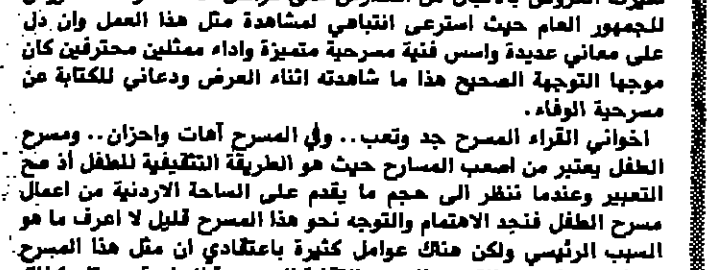 للجمهور العام حيث استرعى انتباهي لمشاهدة مثل هذا العمل وان دل
على معاني عديدة واسس فنية مسرحية متميزة واداء ممثلين محترفين كان
موجها التوجيهة الصحيح هذا ما شاهدته اثناء العرض ودعاني للكتابة عن
مسرحية الوفاء.
اخواني القراء المسرح جد وتعب.. وفي المسرح آهات واحزان.. ومسرح
الطفل يعتبر من اصعب المسارح حيث هو الطريقة التثقيفية للطفل أذ صح
التعبير وعندما ننظر الى حجم ما يقدم على الساحة الاردنية من اعمال
مسرح الطفل فنجد الاهتمام والتوجه نحو هذا المسرح قليل لا اعرف ما هو
السبب الرئيسي ولكن هناك عوامل كثيرة باعتقادي ان مثل هذا المسرح